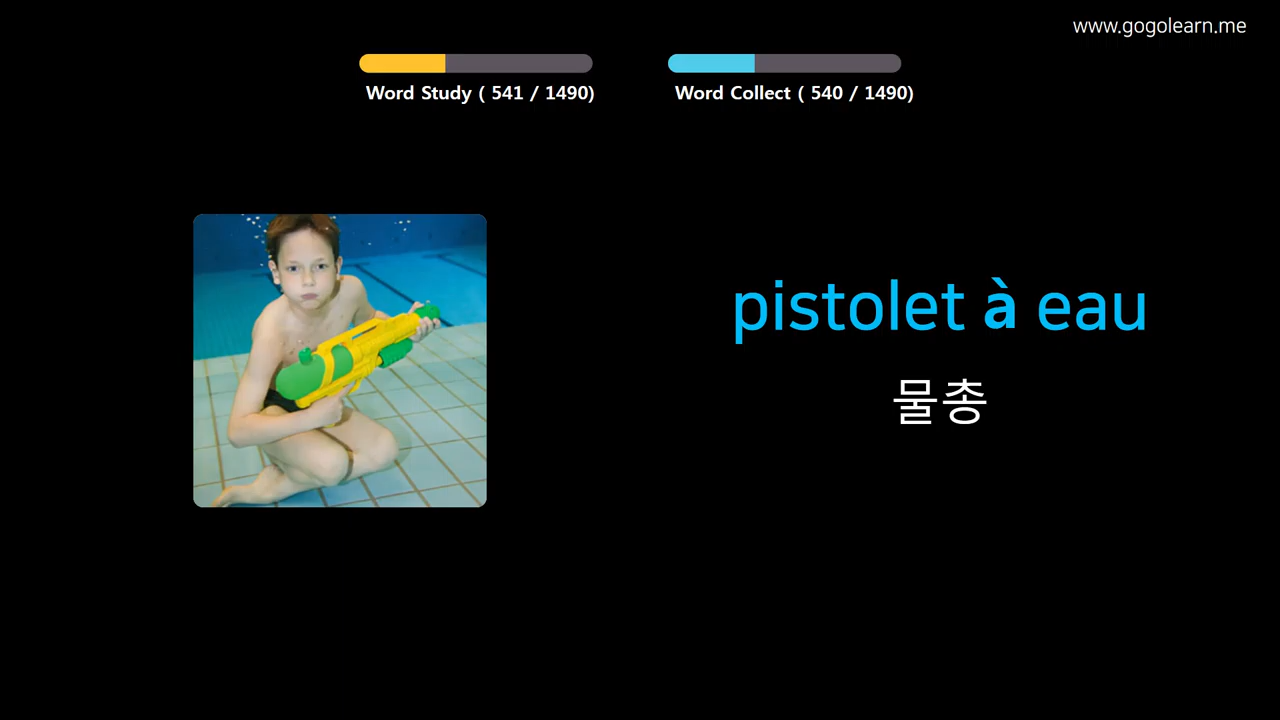 www.gogolearn.me
Word Study ( 541 / 1490)
Word Collect ( 540 / 1490)
pistolet à eau
물총